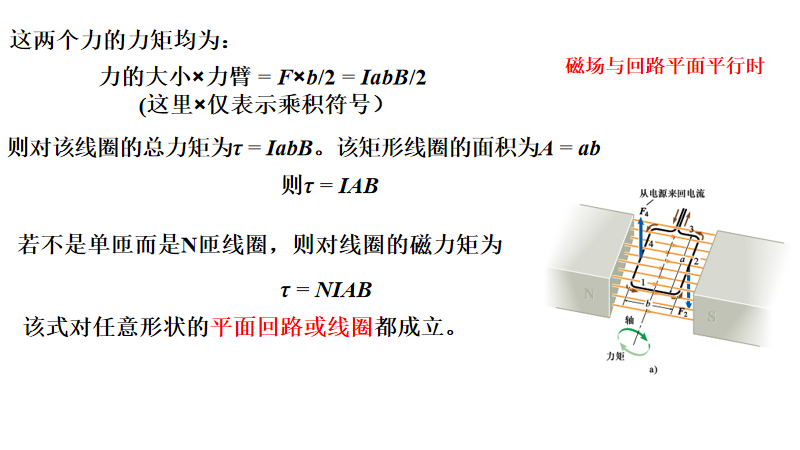 这两个力的力矩均为：
磁场与回路平面平行时
力的大小×力臂 = F×b/2 = IabB/2
(这里×仅表示乘积符号）
则对该线圈的总力矩为τ = IabB。该矩形线圈的面积为A = ab
则τ = IAB
若不是单匝而是N匝线圈，则对线圈的磁力矩为
τ = NIAB
该式对任意形状的平面回路或线圈都成立。
从电源来回电流
F4
3
4
a
2
1
N
b
F2
S
轴
力矩
a)